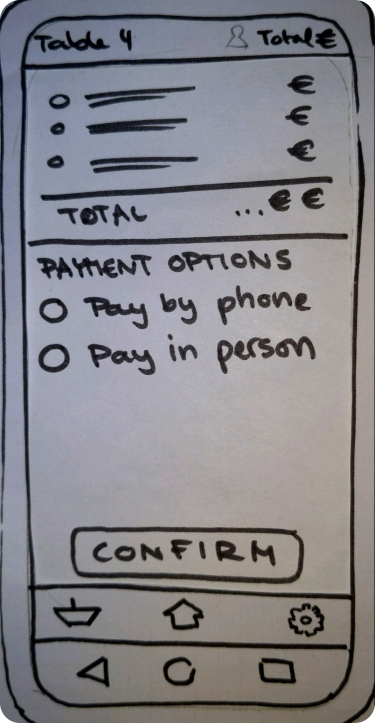 Table 4 Total €
€
€
€
TOTAL ...€ €
PAYMENT OPTIONS
Pay by phone
Pay in person
CONFIRM